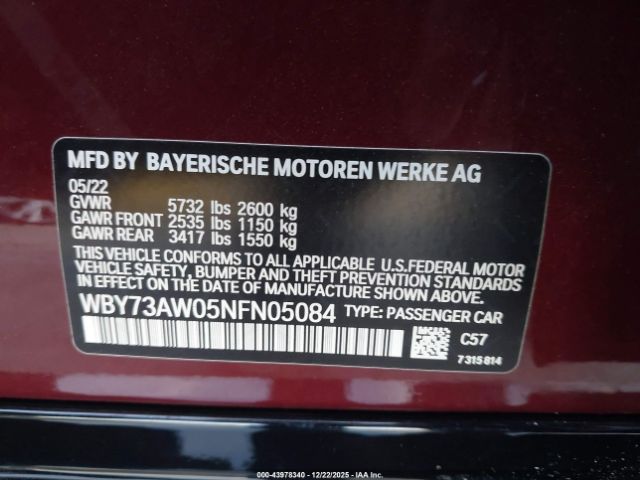 MFD BY BAYERISCHE MOTOREN WERKE AG
05/22
GVWR 5732 lbs 2600 kg
GAWR FRONT 2535 lbs 1150 kg
GAWR REAR 3417 lbs 1550 kg
THIS VEHICLE CONFORMS TO ALL APPLICABLE U.S.FEDERAL MOTOR
VEHICLE SAFETY, BUMPER AND THEFT PREVENTION STANDARDS
IN EFFECT ON THE DATE OF MANUFACTURE SHOWN ABOVE.
WBY73AW05NFN05084 TYPE: PASSENGER CAR
C57
7315814
000-43978340 - 12/22/2025 - IAA Inc.